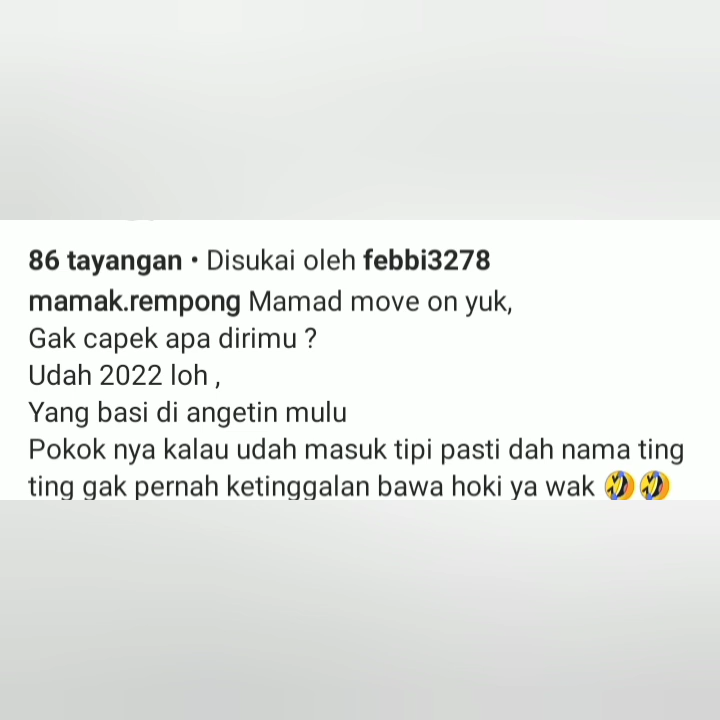 86 tayangan • Disukai oleh febbi3278
mamak.rempong Mamad move on yuk,
Gak capek apa dirimu ?
Udah 2022 loh ,
Yang basi di angetin mulu
Pokok nya kalau udah masuk tipi pasti dah nama ting
ting gak pernah ketinggalan bawa hoki ya wak 🤣🤣